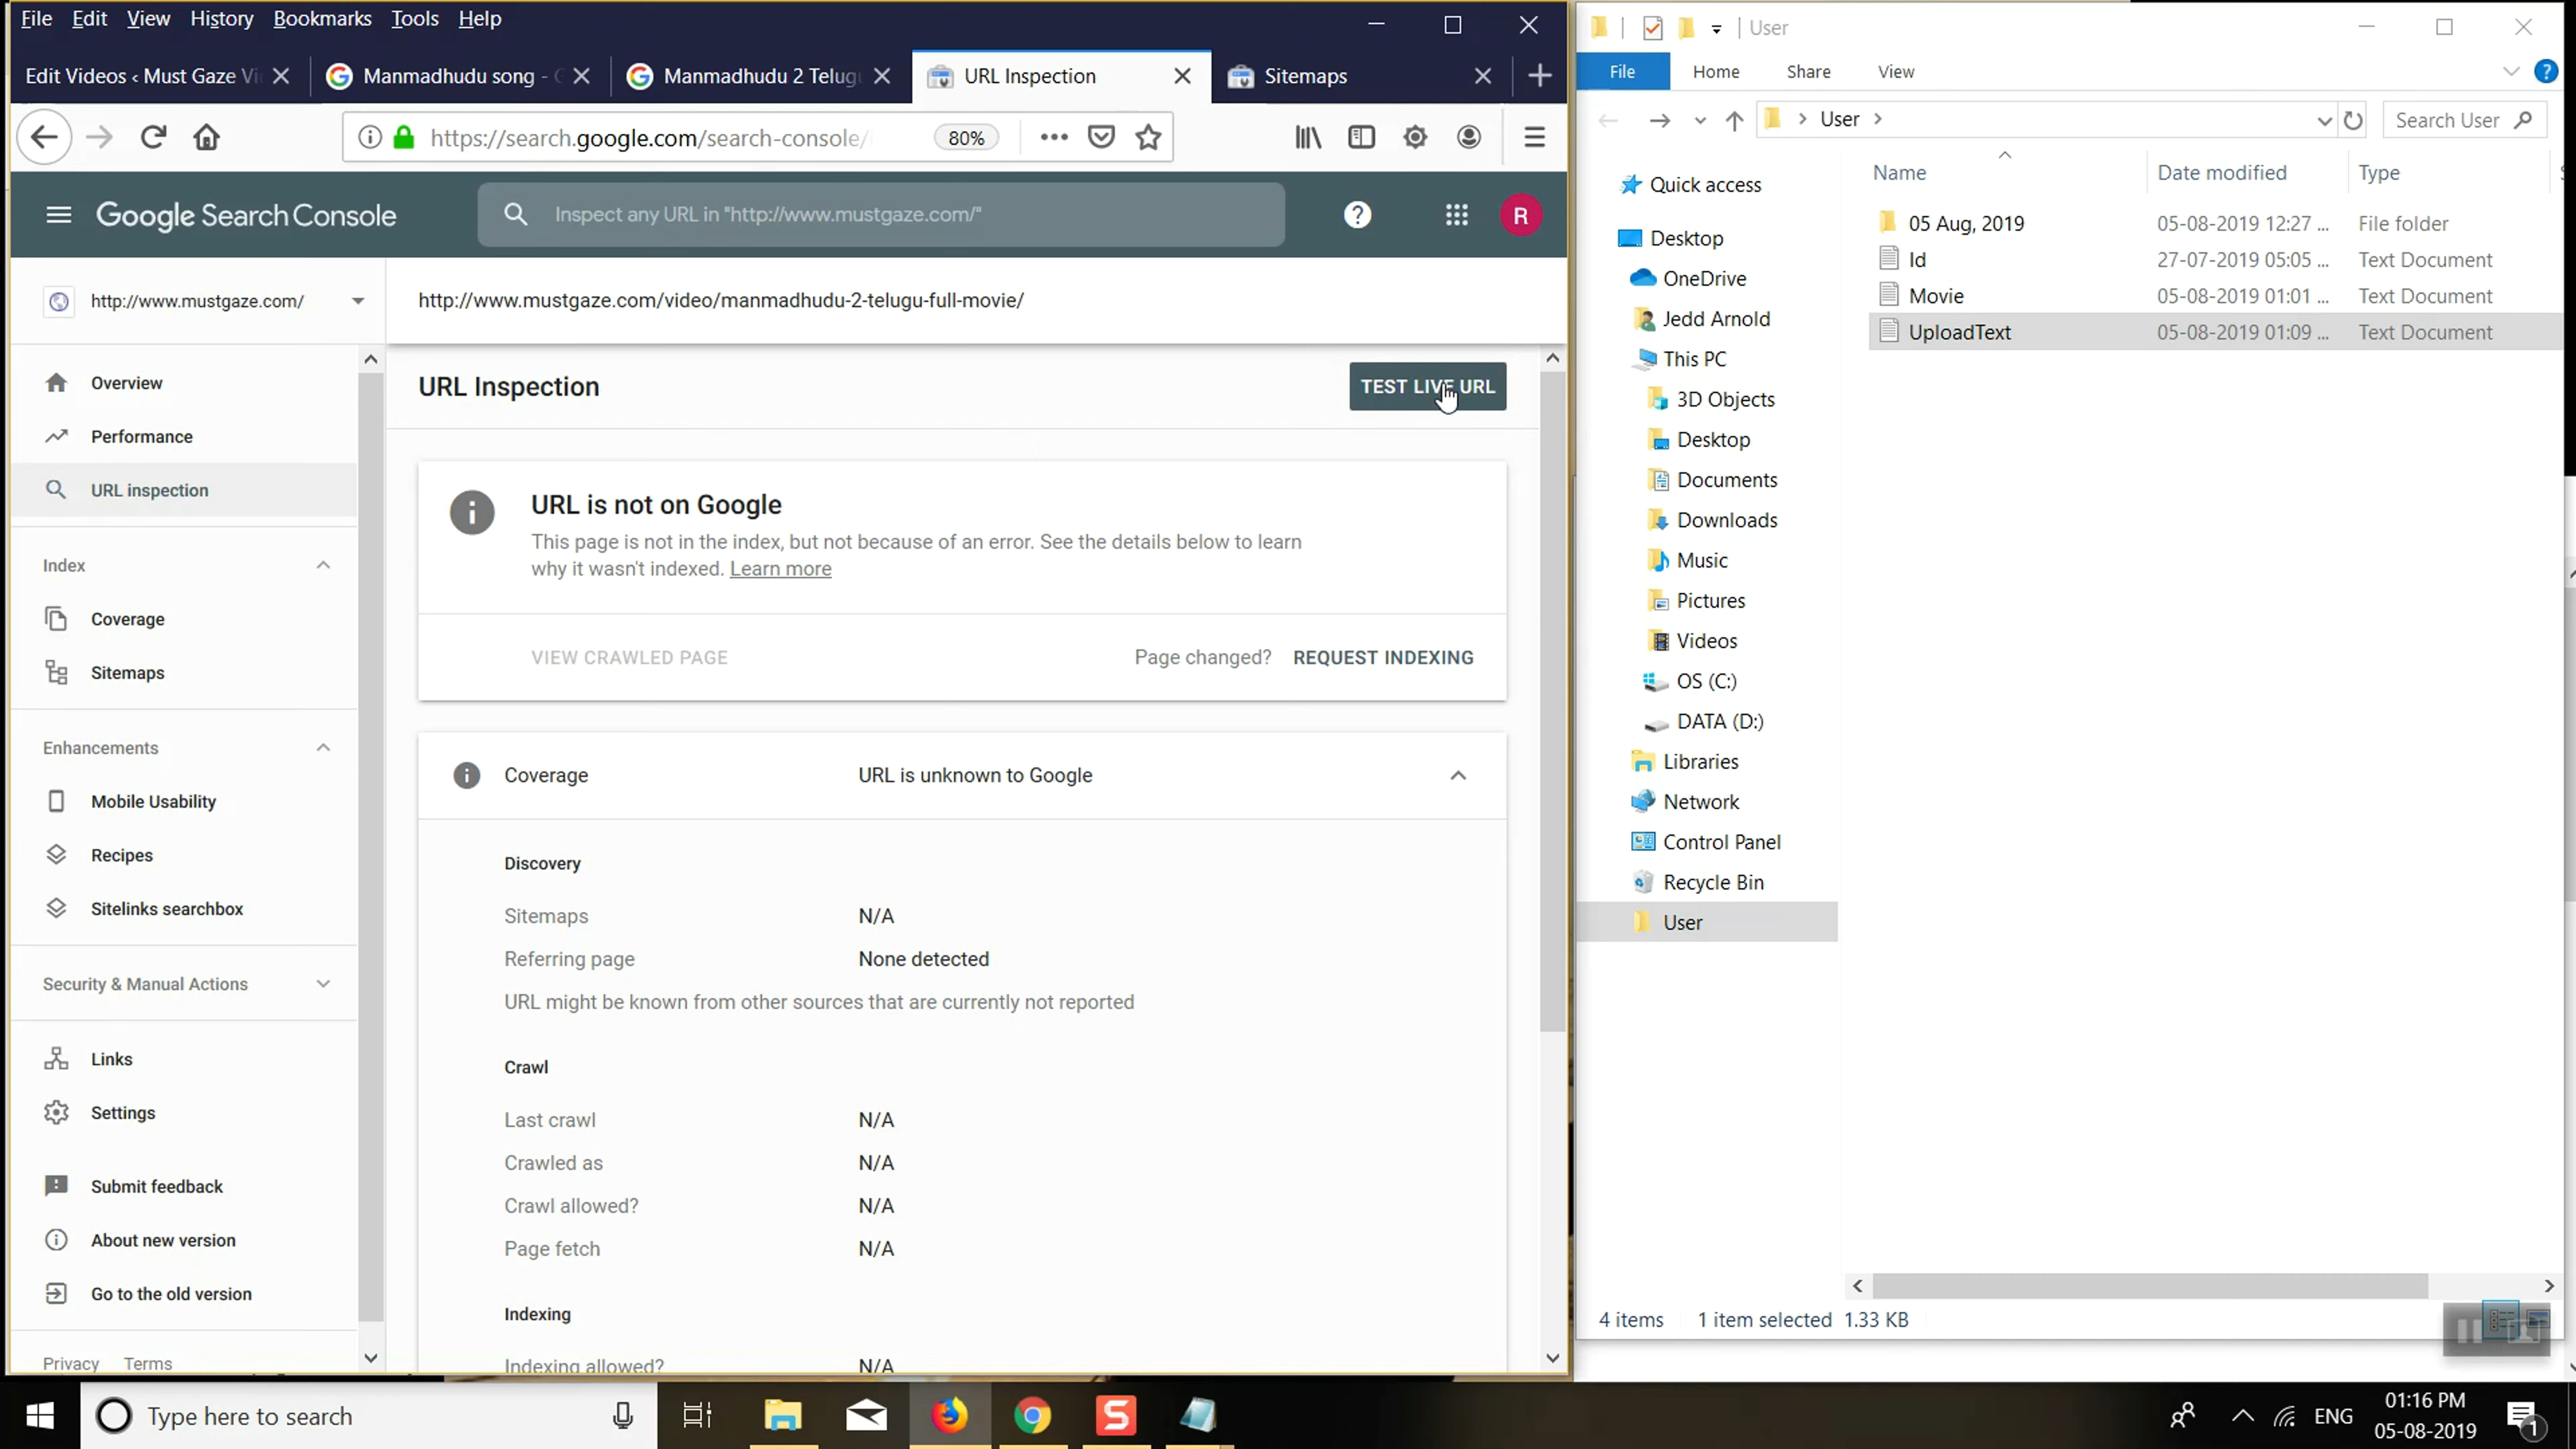 File Edit View History Bookmarks Tools Help
Edit Videos ‹ Must Gaze Vi
Manmadhudu song -
Manmadhudu 2 Telug
URL Inspection
Sitemaps
https://search.google.com/search-console/
80%
Google Search Console
Inspect any URL in "http://www.mustgaze.com/"
R
http://www.mustgaze.com/
http://www.mustgaze.com/video/manmadhudu-2-telugu-full-movie/
Overview
Performance
URL inspection
Index
Coverage
Sitemaps
Enhancements
Mobile Usability
Recipes
Sitelinks searchbox
Security & Manual Actions
Links
Settings
Submit feedback
About new version
Go to the old version
Privacy Terms
URL Inspection
TEST LIVE URL
URL is not on Google
This page is not in the index, but not because of an error. See the details below to learn
why it wasn't indexed. Learn more
VIEW CRAWLED PAGE
Page changed? REQUEST INDEXING
Coverage URL is unknown to Google
Discovery
Sitemaps N/A
Referring page None detected
URL might be known from other sources that are currently not reported
Crawl
Last crawl N/A
Crawled as N/A
Crawl allowed? N/A
Page fetch N/A
Indexing
Indexing allowed? N/A
User
File Home Share View
User
Search User
Quick access
Desktop
OneDrive
Jedd Arnold
This PC
3D Objects
Desktop
Documents
Downloads
Music
Pictures
Videos
OS (C:)
DATA (D:)
Libraries
Network
Control Panel
Recycle Bin
User
Name Date modified Type
05 Aug, 2019 05-08-2019 12:27 ... File folder
Id 27-07-2019 05:05 ... Text Document
Movie 05-08-2019 01:01 ... Text Document
UploadText 05-08-2019 01:09 ... Text Document
4 items 1 item selected 1.33 KB
Type here to search
ENG
01:16 PM
05-08-2019
1